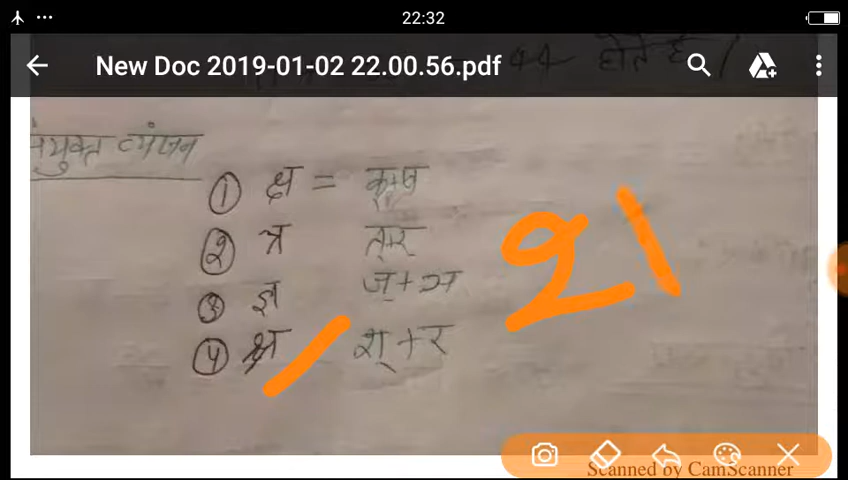 22:32
New Doc 2019-01-02 22.00.56.pdf
44 होते हैं।
संयुक्त व्यंजन
① क्ष = क्+ष
② त्र त्+र
③ ज्ञ ज्+ञ
④ श्र श्+र
Scanned by CamScanner